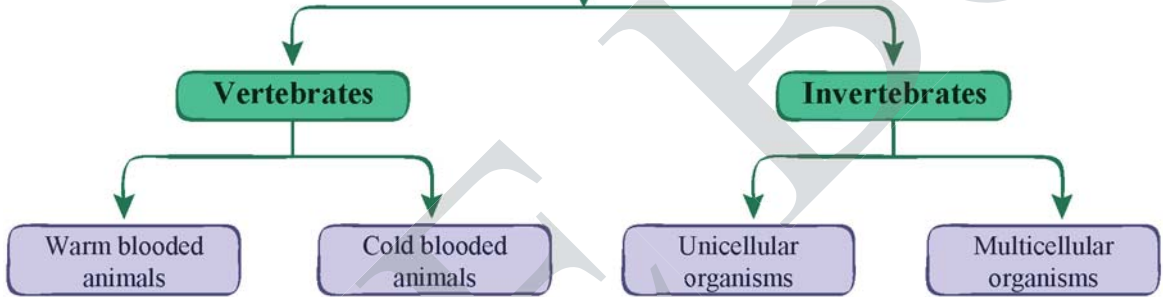 Vertebrates
Invertebrates
Warm blooded
animals
Cold blooded
animals
Unicellular
organisms
Multicellular
organisms